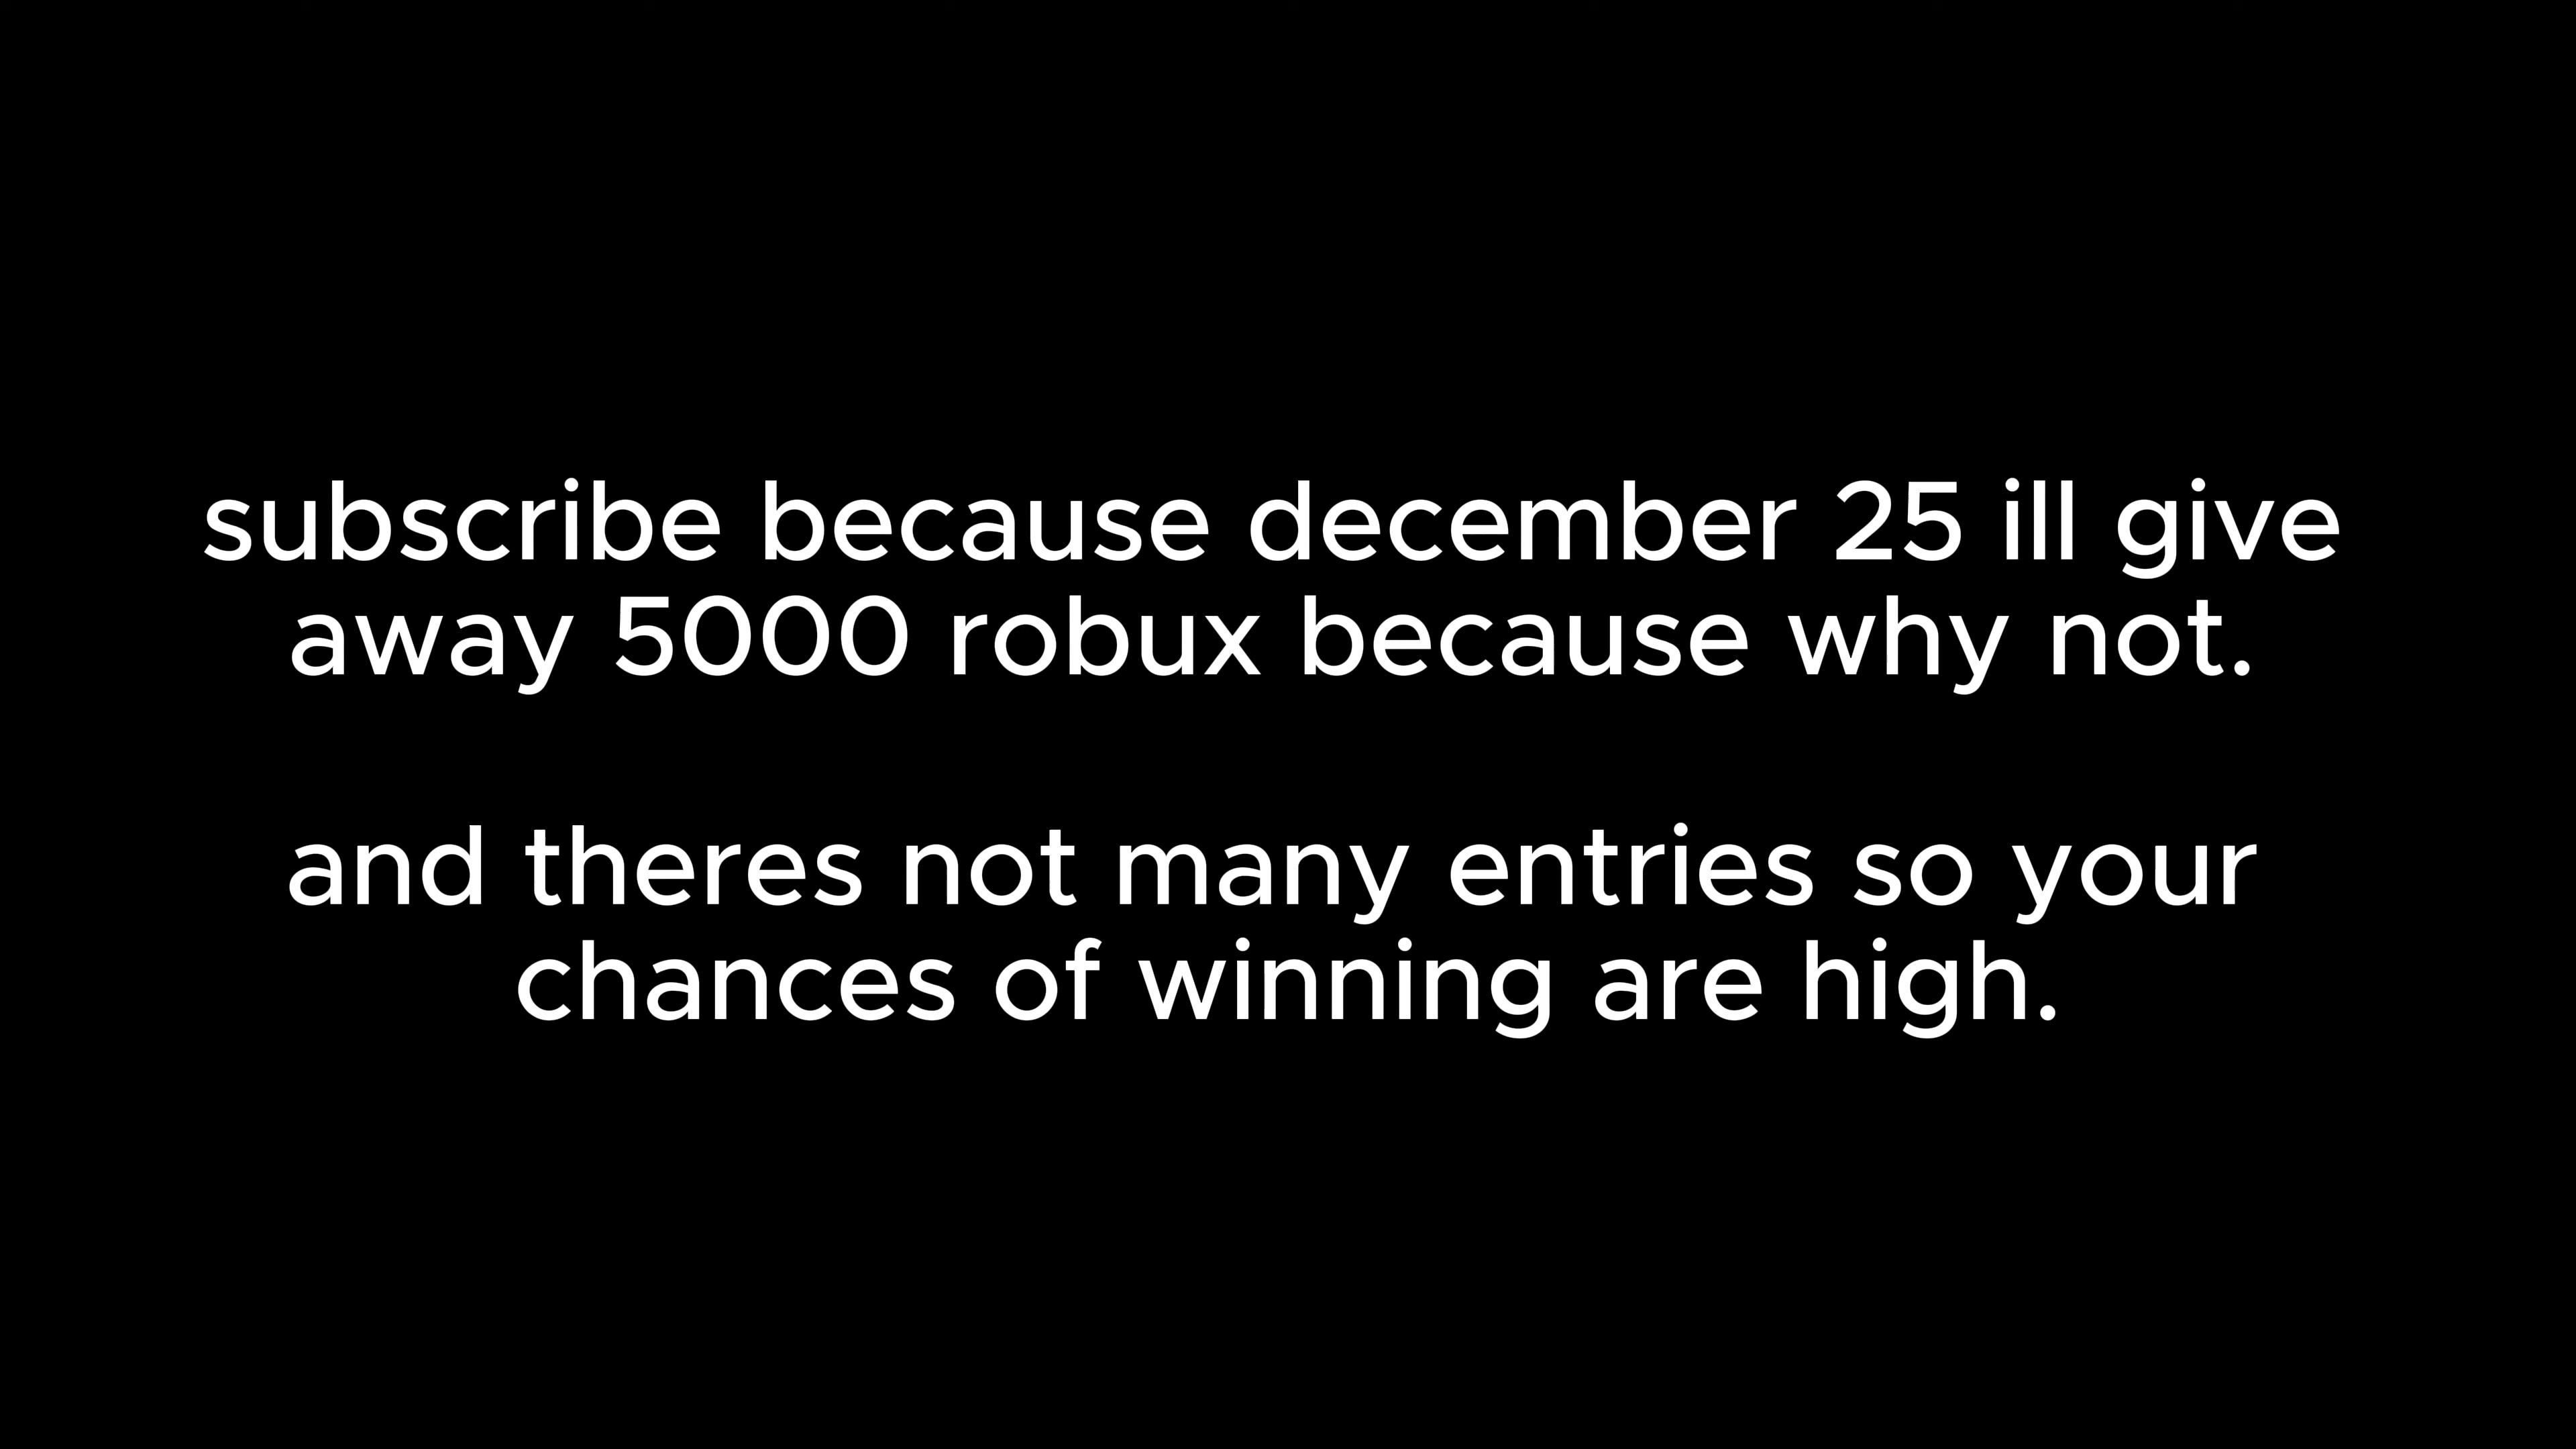 subscribe because december 25 ill give
away 5000 robux because why not.
and theres not many entries so your
chances of winning are high.